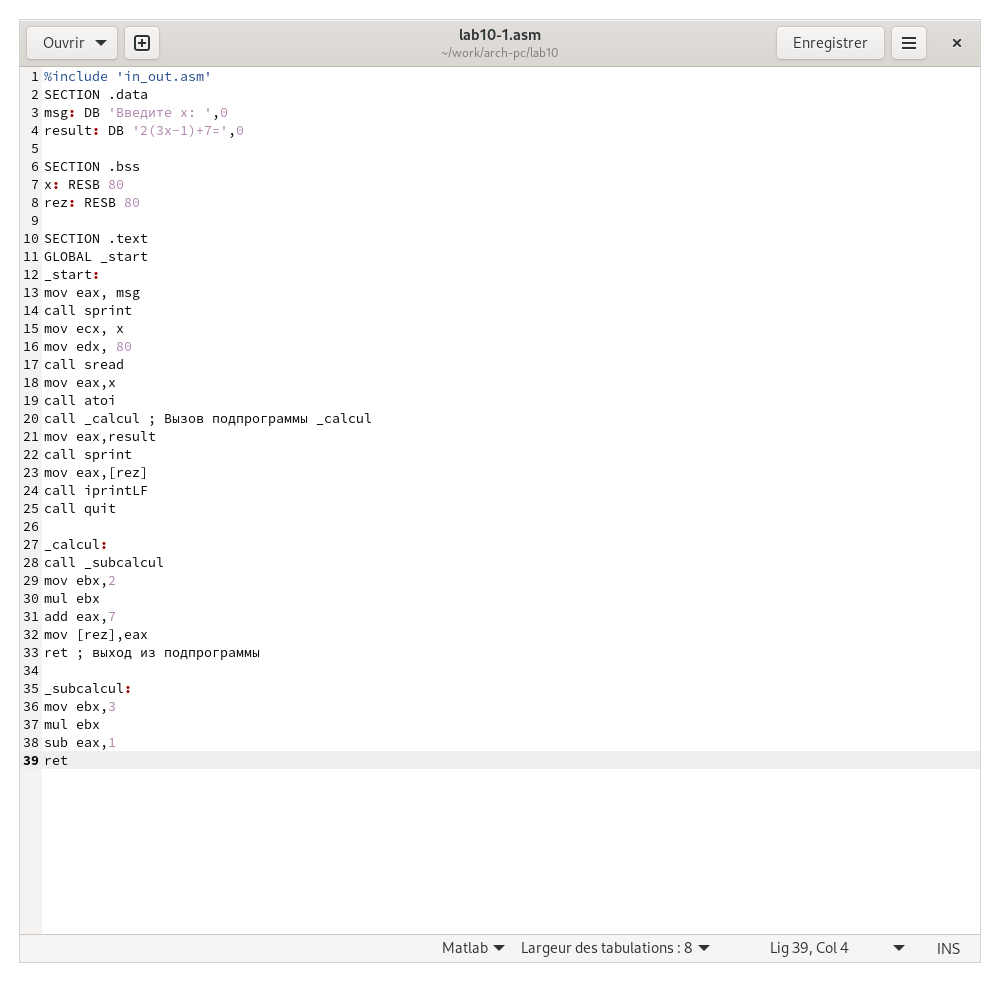 Ouvrir
lab10-1.asm
~/work/arch-pc/lab10
Enregistrer
1 %include 'in_out.asm'
2 SECTION .data
3 msg: DB 'Введите x: ',0
4 result: DB '2(3x-1)+7=',0
5
6 SECTION .bss
7 x: RESB 80
8 rez: RESB 80
9
10 SECTION .text
11 GLOBAL _start
12 _start:
13 mov eax, msg
14 call sprint
15 mov ecx, x
16 mov edx, 80
17 call sread
18 mov eax,x
19 call atoi
20 call _calcul ; Вызов подпрограммы _calcul
21 mov eax,result
22 call sprint
23 mov eax,[rez]
24 call iprintLF
25 call quit
26
27 _calcul:
28 call _subcalcul
29 mov ebx,2
30 mul ebx
31 add eax,7
32 mov [rez],eax
33 ret ; выход из подпрограммы
34
35 _subcalcul:
36 mov ebx,3
37 mul ebx
38 sub eax,1
39 ret
Matlab Largeur des tabulations : 8 Lig 39, Col 4 INS